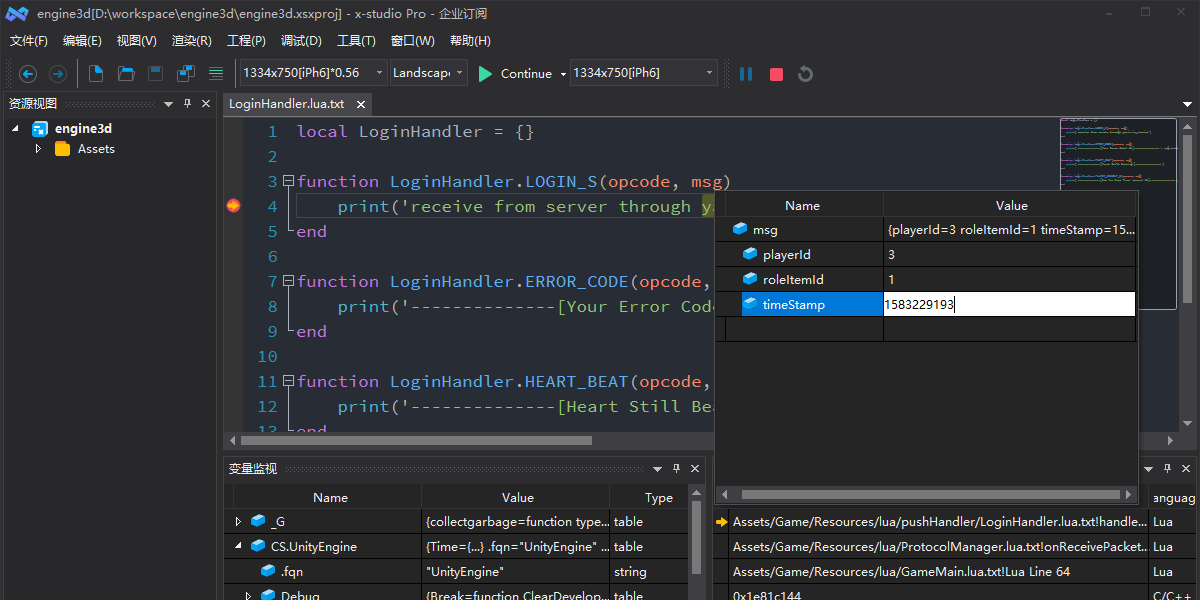 engine3d[D:\workspace\engine3d\engine3d.xsxproj] - x-studio Pro - 企业订阅
文件(F) 编辑(E) 视图(V) 渲染(R) 工程(P) 调试(D) 工具(T) 窗口(W) 帮助(H)
1334x750[iPh6]*0.56 Landscap Continue 1334x750[iPh6]
资源视图
engine3d
Assets
LoginHandler.lua.txt
1 local LoginHandler = {}
2
3 function LoginHandler.LOGIN_S(opcode, msg)
4 print('receive from server through y
5 end
6
7 function LoginHandler.ERROR_CODE(opcode,
8 print('--------------[Your Error Cod
9 end
10
11 function LoginHandler.HEART_BEAT(opcode,
12 print('--------------[Heart Still Be
13 end
Name Value
msg {playerId=3 roleItemId=1 timeStamp=15...
playerId 3
roleItemId 1
timeStamp 1583229193
变量监视
Name Value Type
_G {collectgarbage=function type... table
CS.UnityEngine {Time={...} .fqn="UnityEngine" ... table
.fqn "UnityEngine" string
Debug {Break=function ClearDevelop... table
anguag
Assets/Game/Resources/lua/pushHandler/LoginHandler.lua.txt!handle... Lua
Assets/Game/Resources/lua/ProtocolManager.lua.txt!onReceivePacket... Lua
Assets/Game/Resources/lua/GameMain.lua.txt!Lua Line 64 Lua
0x1e81c144 C/C++